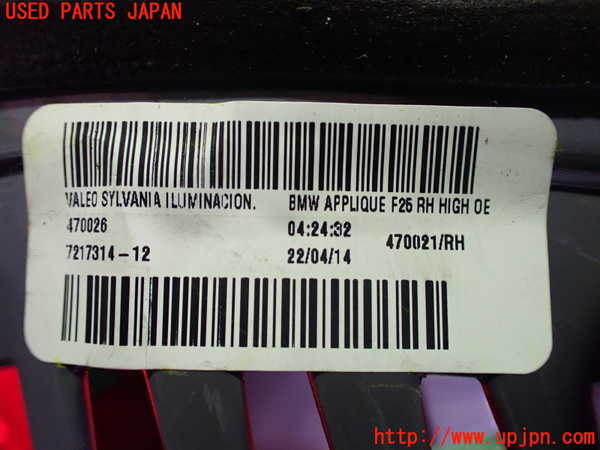 USED PARTS JAPAN
VALEO SYLVANIA ILUMINACION. BMW APPLIQUE F25 RH HIGH OE
470026 04:24:32 470021/RH
7217314-12 22/04/14
http://www.upjpn.com/